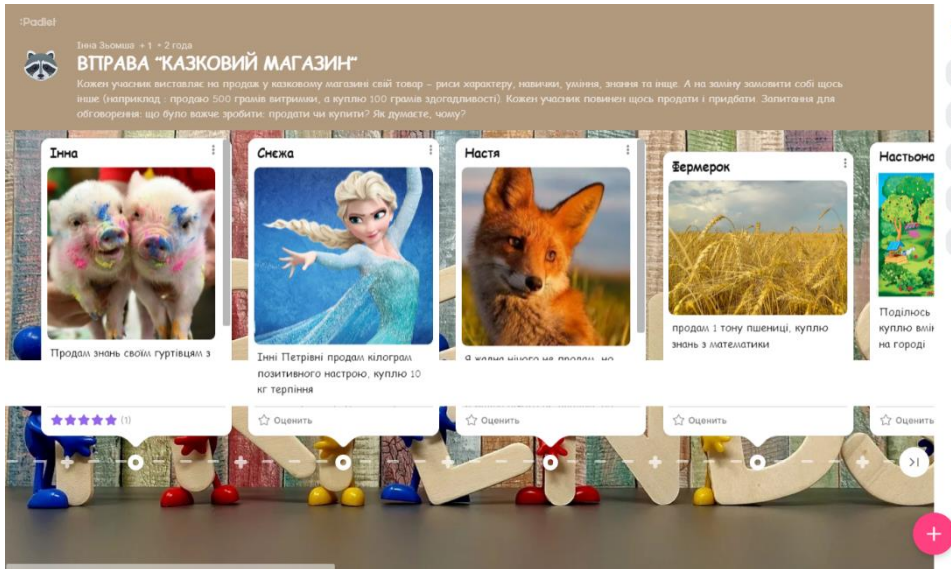 :Padlet
Інна Зьомша + 1 • 2 года
ВПРАВА "КАЗКОВИЙ МАГАЗИН"
Кожен учасник виставляє на продаж у казковому магазині свій товар – риси характеру, навички, уміння, знання та інше. А на заміну замовити собі щось
інше (наприклад : продаю 500 грамів витримки, а куплю 100 грамів здогадливості). Кожен учасник повинен щось продати і придбати. Запитання для
обговорення: що було важче зробити: продати чи купити? Як думаєте, чому?
Інна
Продам знань своїм гуртівцям з
(1)
Снєжа
Інні Петрівні продам кілограм
позитивного настрою, куплю 10
кг терпіння
Оценить
Настя
Я жадна нічого не продам, но
Оценить
Фермерок
продам 1 тону пшениці, куплю
знань з математики
Оценить
Настьона
Поділюсь
куплю вмін
на городі
Оценить